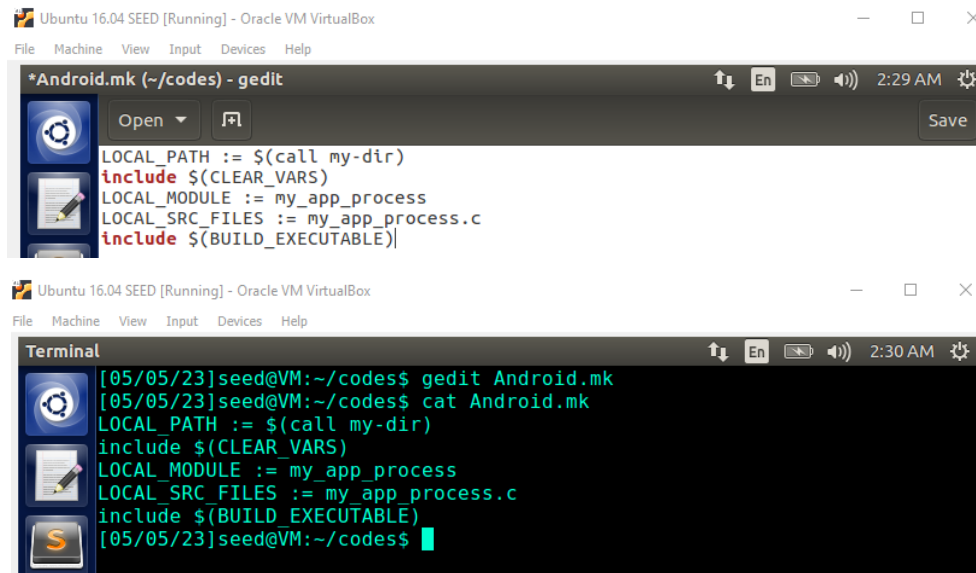 Ubuntu 16.04 SEED [Running] - Oracle VM VirtualBox
File Machine View Input Devices Help
*Android.mk (~/codes) - gedit En 2:29 AM
Open Save
LOCAL_PATH := $(call my-dir)
include $(CLEAR_VARS)
LOCAL_MODULE := my_app_process
LOCAL_SRC_FILES := my_app_process.c
include $(BUILD_EXECUTABLE)
Ubuntu 16.04 SEED [Running] - Oracle VM VirtualBox
File Machine View Input Devices Help
Terminal En 2:30 AM
[05/05/23]seed@VM:~/codes$ gedit Android.mk
[05/05/23]seed@VM:~/codes$ cat Android.mk
LOCAL_PATH := $(call my-dir)
include $(CLEAR_VARS)
LOCAL_MODULE := my_app_process
LOCAL_SRC_FILES := my_app_process.c
include $(BUILD_EXECUTABLE)
[05/05/23]seed@VM:~/codes$